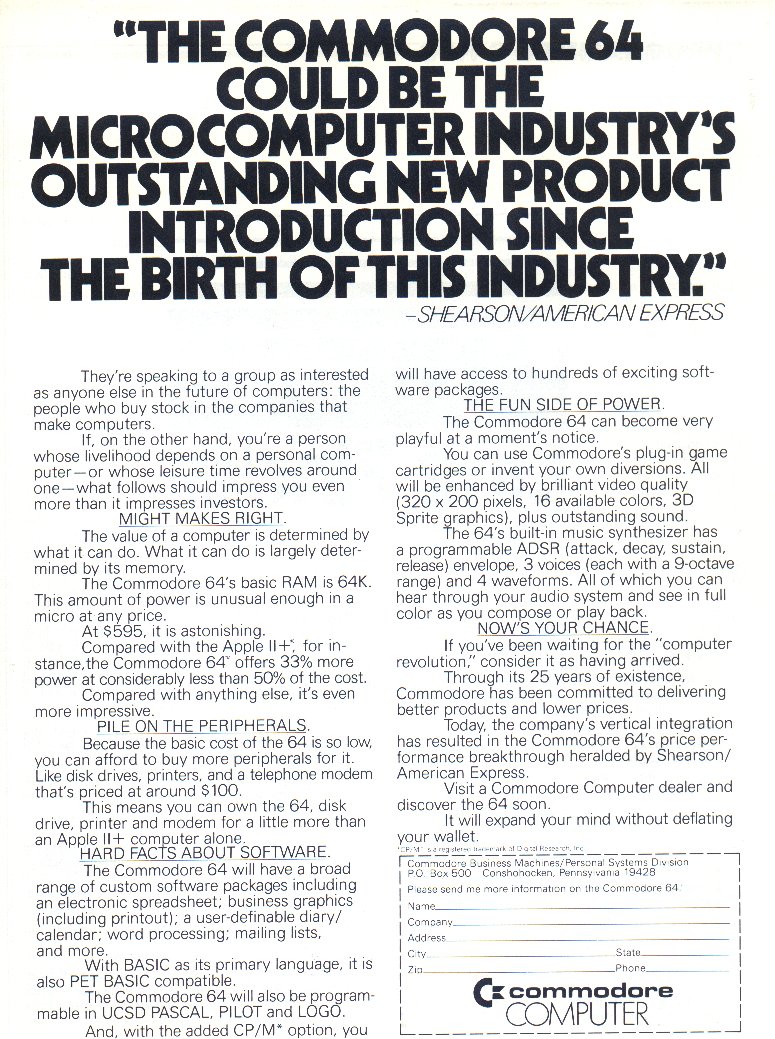 “THE COMMODORE 64
COULD BE THE
MICROCOMPUTER INDUSTRY’S
OUTSTANDING NEW PRODUCT
INTRODUCTION SINCE
THE BIRTH OF THIS INDUSTRY.”
–SHEARSON/AMERICAN EXPRESS
They’re speaking to a group as interested
as anyone else in the future of computers: the
people who buy stock in the companies that
make computers.
If, on the other hand, you’re a person
whose livelihood depends on a personal com-
puter—or whose leisure time revolves around
one—what follows should impress you even
more than it impresses investors.
MIGHT MAKES RIGHT.
The value of a computer is determined by
what it can do. What it can do is largely deter-
mined by its memory.
The Commodore 64’s basic RAM is 64K.
This amount of power is unusual enough in a
micro at any price.
At $595, it is astonishing.
Compared with the Apple II+*, for in-
stance, the Commodore 64* offers 33% more
power at considerably less than 50% of the cost.
Compared with anything else, it’s even
more impressive.
PILE ON THE PERIPHERALS.
Because the basic cost of the 64 is so low,
you can afford to buy more peripherals for it.
Like disk drives, printers, and a telephone modem
that’s priced at around $100.
This means you can own the 64, disk
drive, printer and modem for a little more than
an Apple II+ computer alone.
HARD FACTS ABOUT SOFTWARE.
The Commodore 64 will have a broad
range of custom software packages including
an electronic spreadsheet; business graphics
(including printout); a user-definable diary/
calendar; word processing; mailing lists,
and more.
With BASIC as its primary language, it is
also PET BASIC compatible.
The Commodore 64 will also be program-
mable in UCSD PASCAL, PILOT and LOGO.
And, with the added CP/M* option, you
will have access to hundreds of exciting soft-
ware packages.
THE FUN SIDE OF POWER.
The Commodore 64 can become very
playful at a moment’s notice.
You can use Commodore’s plug-in game
cartridges or invent your own diversions. All
will be enhanced by brilliant video quality
(320 x 200 pixels, 16 available colors, 3D
Sprite graphics), plus outstanding sound.
The 64’s built-in music synthesizer has
a programmable ADSR (attack, decay, sustain,
release) envelope, 3 voices (each with a 9-octave
range) and 4 waveforms. All of which you can
hear through your audio system and see in full
color as you compose or play back.
NOW’S YOUR CHANCE.
If you’ve been waiting for the “computer
revolution,” consider it as having arrived.
Through its 25 years of existence,
Commodore has been committed to delivering
better products and lower prices.
Today, the company’s vertical integration
has resulted in the Commodore 64’s price per-
formance breakthrough heralded by Shearson/
American Express.
Visit a Commodore Computer dealer and
discover the 64 soon.
It will expand your mind without deflating
your wallet.
*CP/M® is a registered trademark of Digital Research, Inc.
Commodore Business Machines/Personal Systems Division
P.O. Box 500 Conshohocken, Pennsylvania 19428
Please send me more information on the Commodore 64.
Name
Company
Address
City State
Zip Phone
commodore
COMPUTER